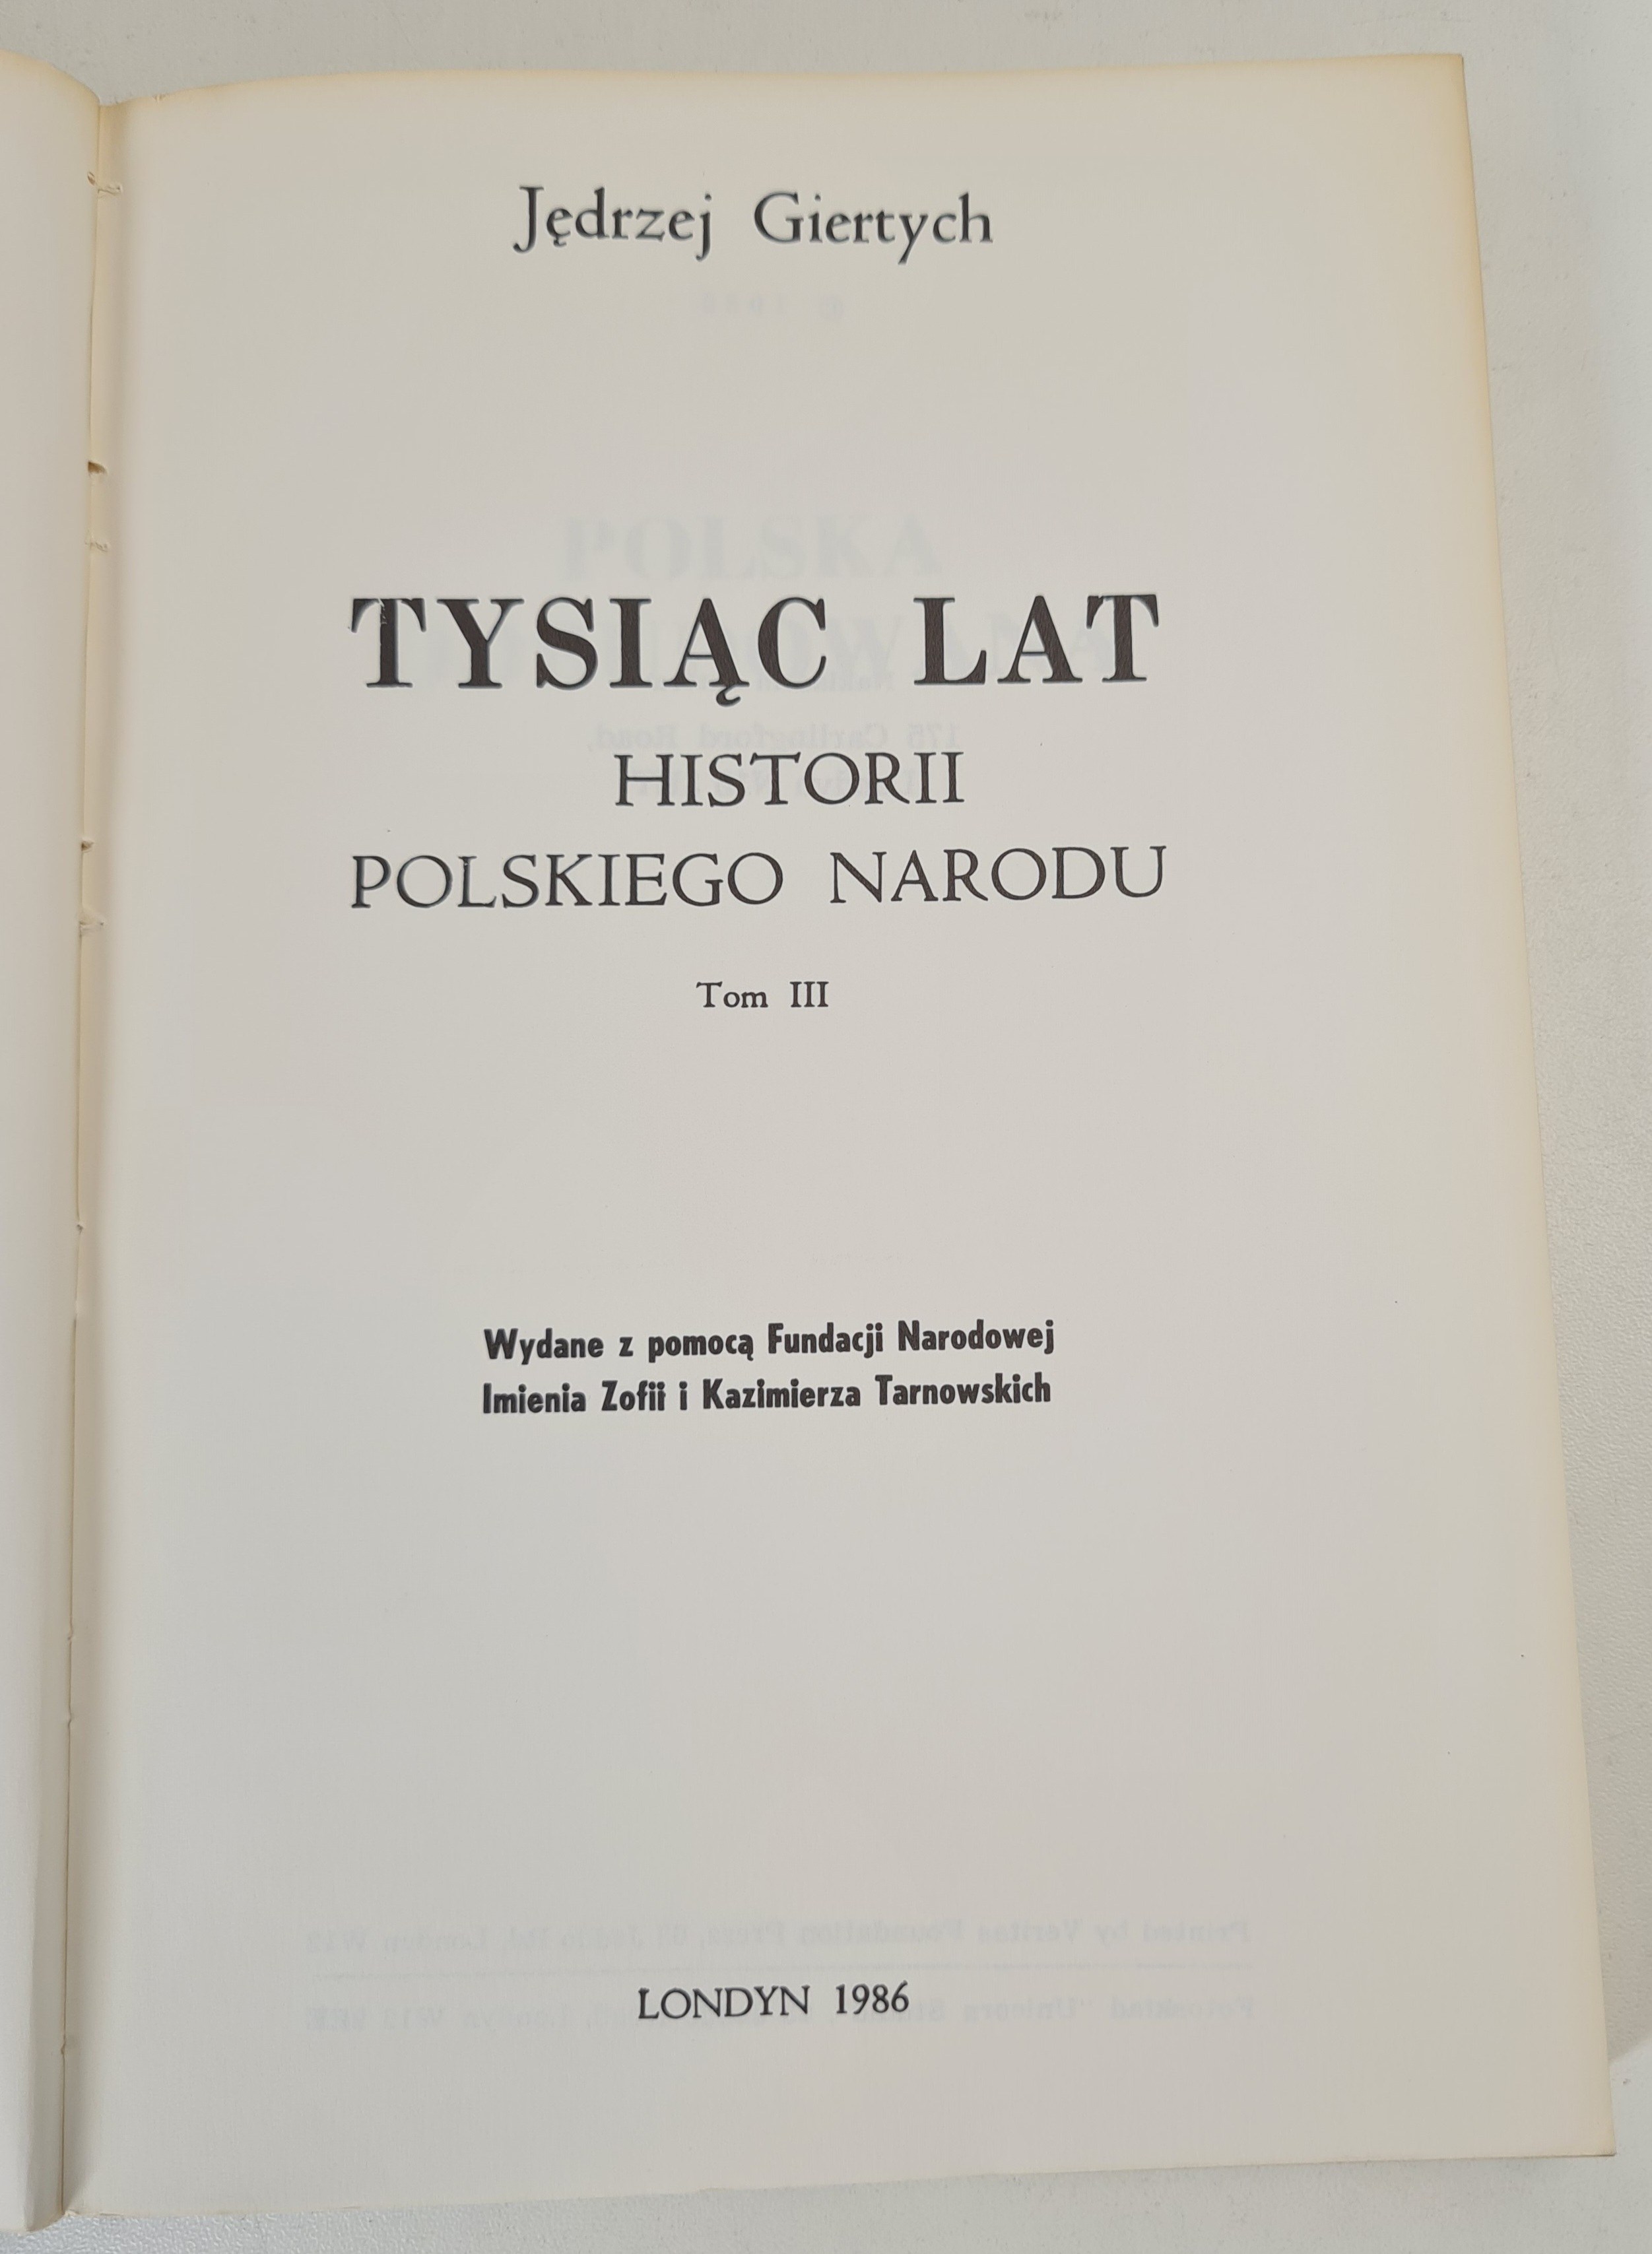 Jędrzej Giertych
TYSIĄC LAT
HISTORII
POLSKIEGO NARODU
Tom III
Wydane z pomocą Fundacji Narodowej
Imienia Zofii i Kazimierza Tarnowskich
LONDYN 1986